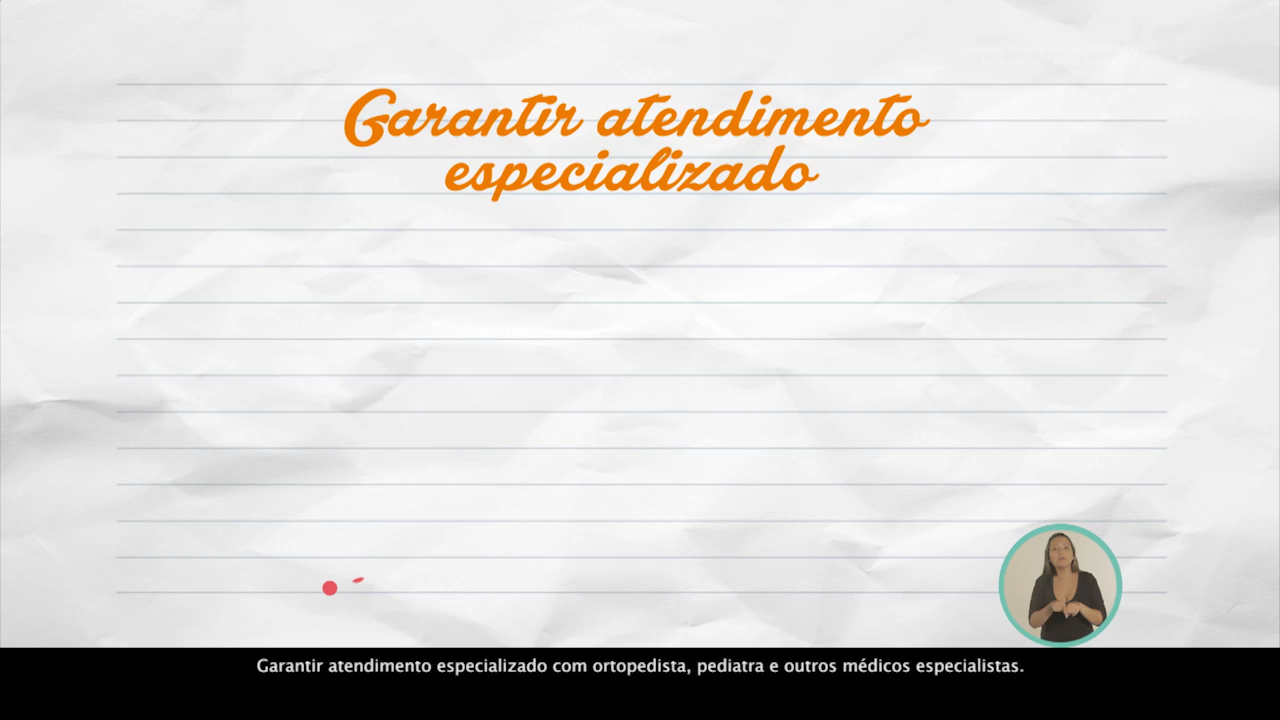 Garantir atendimento
especializado
Garantir atendimento especializado com ortopedista, pediatra e outros médicos especialistas.